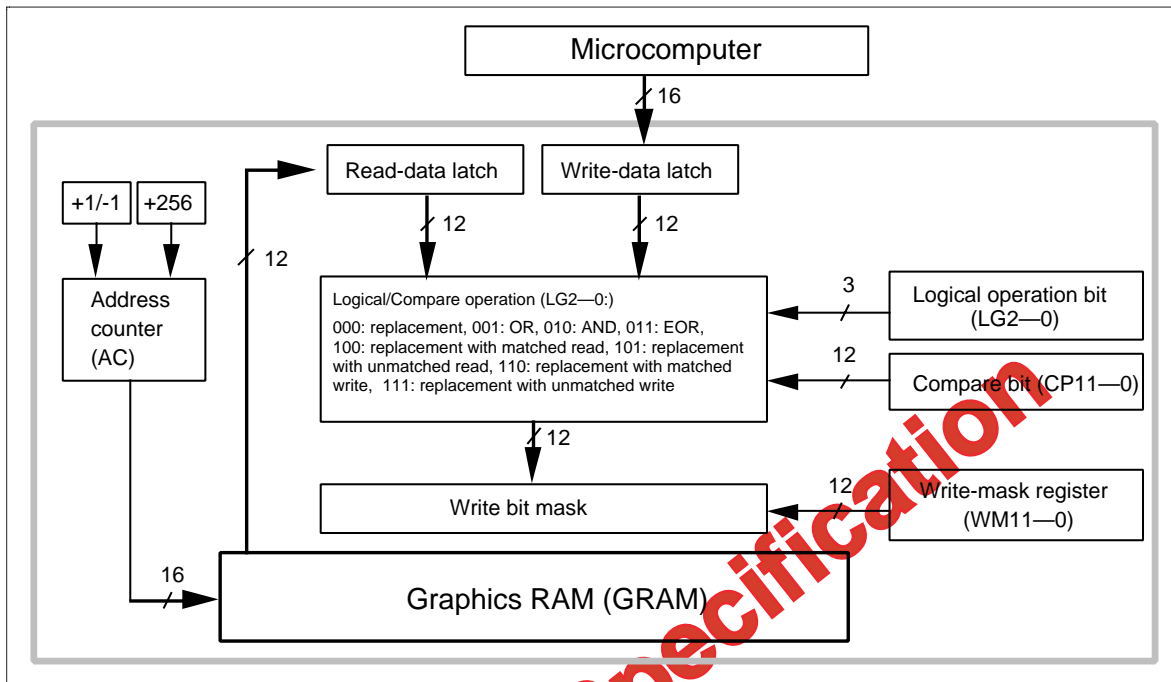 Microcomputer
16
Read-data latch
Write-data latch
+1/-1
+256
12
12
12
Address
counter
(AC)
Logical/Compare operation (LG2—0:)
000: replacement, 001: OR, 010: AND, 011: EOR,
100: replacement with matched read, 101: replacement
with unmatched read, 110: replacement with matched
write, 111: replacement with unmatched write
3
Logical operation bit
(LG2—0)
12
Compare bit (CP11—0)
12
Write bit mask
12
Write-mask register
(WM11—0)
16
Graphics RAM (GRAM)
pecification